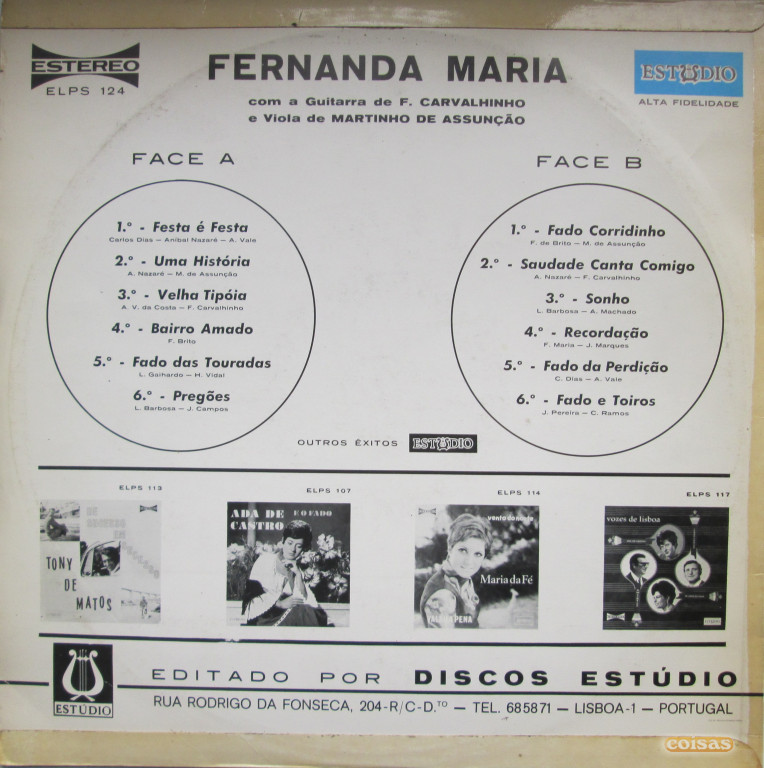 ESTEREO
ELPS 124
FERNANDA MARIA
com a Guitarra de F. CARVALHINHO
e Viola de MARTINHO DE ASSUNÇÃO
ESTÚDIO
ALTA FIDELIDADE
FACE A
1.º - Festa é Festa
Carlos Dias — Aníbal Nazaré — A. Vale
2.º - Uma História
A. Nazaré — M. de Assunção
3.º - Velha Tipóia
A. V. da Costa — F. Carvalhinho
4.º - Bairro Amado
F. Brito
5.º - Fado das Touradas
L. Galhardo — H. Vidal
6.º - Pregões
L. Barbosa — J. Campos
FACE B
1.º - Fado Corridinho
F. de Brito — M. de Assunção
2.º - Saudade Canta Comigo
A. Nazaré — F. Carvalhinho
3.º - Sonho
L. Barbosa — A. Machado
4.º - Recordação
F. Maria — J. Marques
5.º - Fado da Perdição
C. Dias — A. Vale
6.º - Fado e Toiros
J. Pereira — C. Ramos
OUTROS ÊXITOS ESTÚDIO
ELPS 113
DE
SUCESSO
EM
TONY
DE
MATOS
ELPS 107
ADA DE
CASTRO
E O FADO
ELPS 114
vento do norte
Maria da Fé
ELPS 117
vozes de lisboa
ESTÚDIO
EDITADO POR DISCOS ESTÚDIO
RUA RODRIGO DA FONSECA, 204-R/C-D.TO — TEL. 685871 — LISBOA-1 — PORTUGAL
coisas